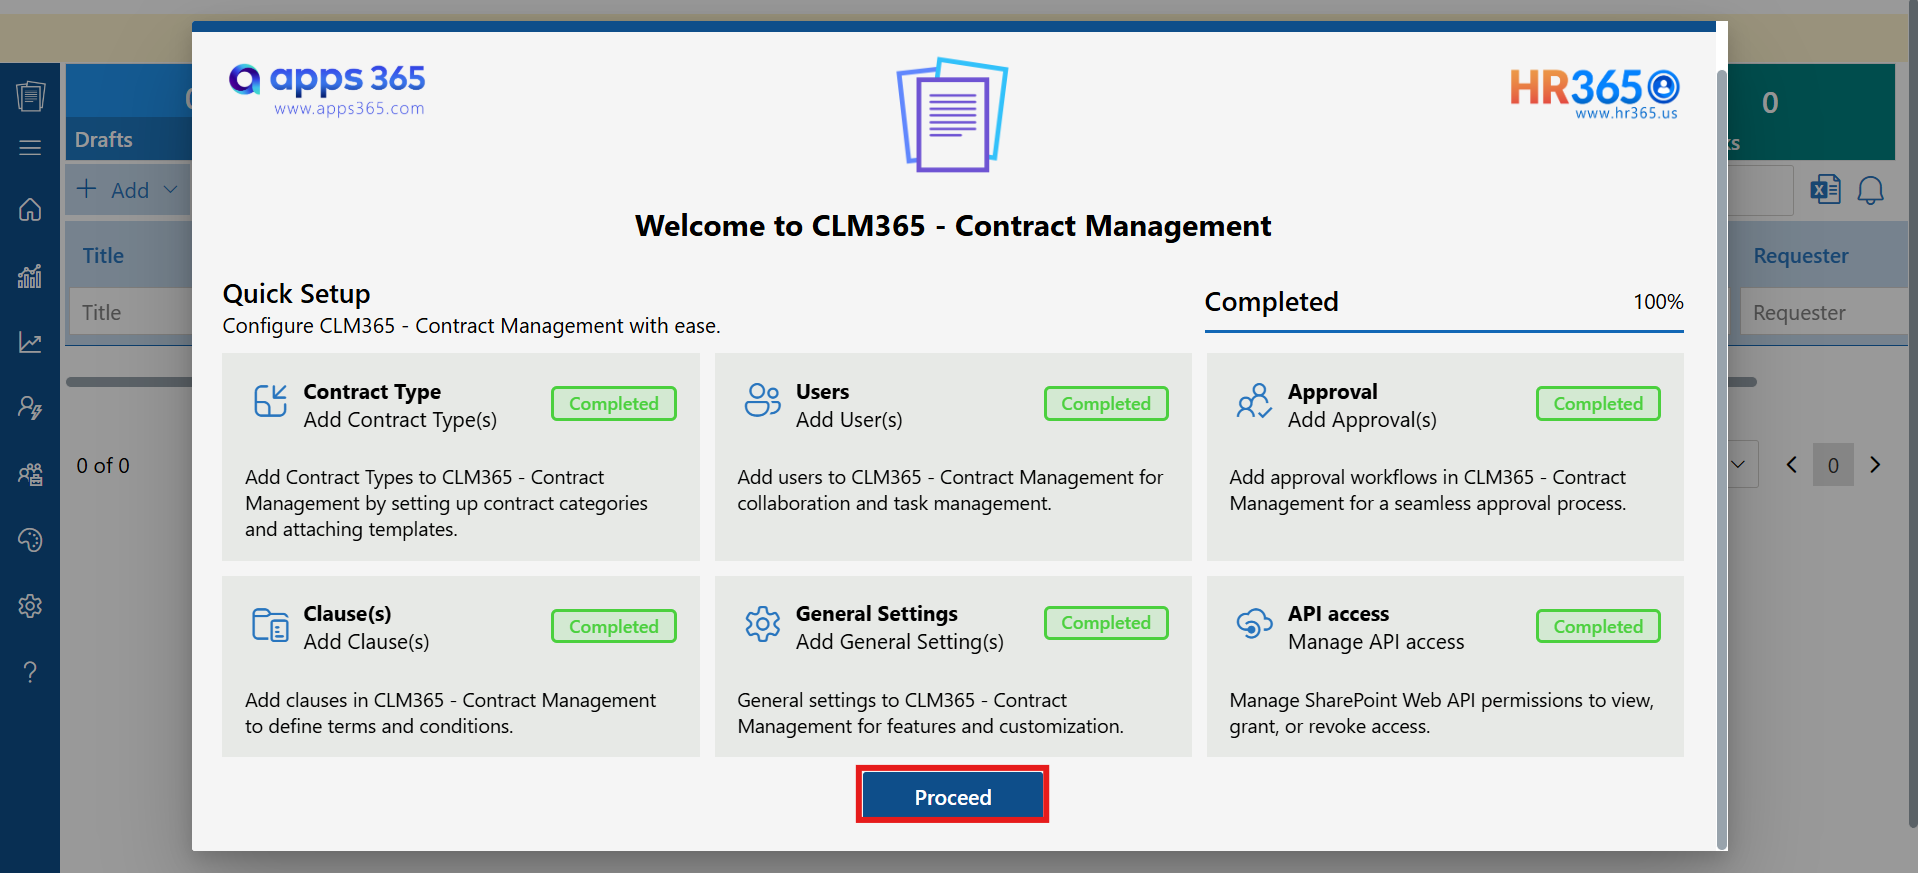 apps 365
www.apps365.com
HR365
www.hr365.us
0
Drafts
ks
Add
Welcome to CLM365 - Contract Management
Title
Requester
Quick Setup
Completed
100%
Title
Requester
Configure CLM365 - Contract Management with ease.
Contract Type
Add Contract Type(s)
Completed
Add Contract Types to CLM365 - Contract
Management by setting up contract categories
and attaching templates.
Users
Add User(s)
Completed
Add users to CLM365 - Contract Management for
collaboration and task management.
Approval
Add Approval(s)
Completed
Add approval workflows in CLM365 - Contract
Management for a seamless approval process.
0 of 0
0
Clause(s)
Add Clause(s)
Completed
Add clauses in CLM365 - Contract Management
to define terms and conditions.
General Settings
Add General Setting(s)
Completed
General settings to CLM365 - Contract
Management for features and customization.
API access
Manage API access
Completed
Manage SharePoint Web API permissions to view,
grant, or revoke access.
Proceed